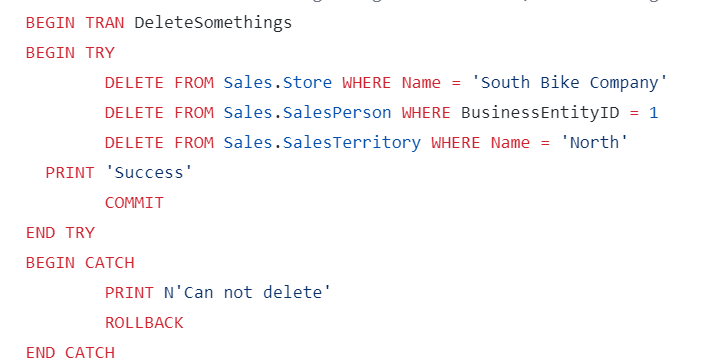 BEGIN TRAN DeleteSomethings
BEGIN TRY
DELETE FROM Sales.Store WHERE Name = 'South Bike Company'
DELETE FROM Sales.SalesPerson WHERE BusinessEntityID = 1
DELETE FROM Sales.SalesTerritory WHERE Name = 'North'
PRINT 'Success'
COMMIT
END TRY
BEGIN CATCH
PRINT N'Can not delete'
ROLLBACK
END CATCH